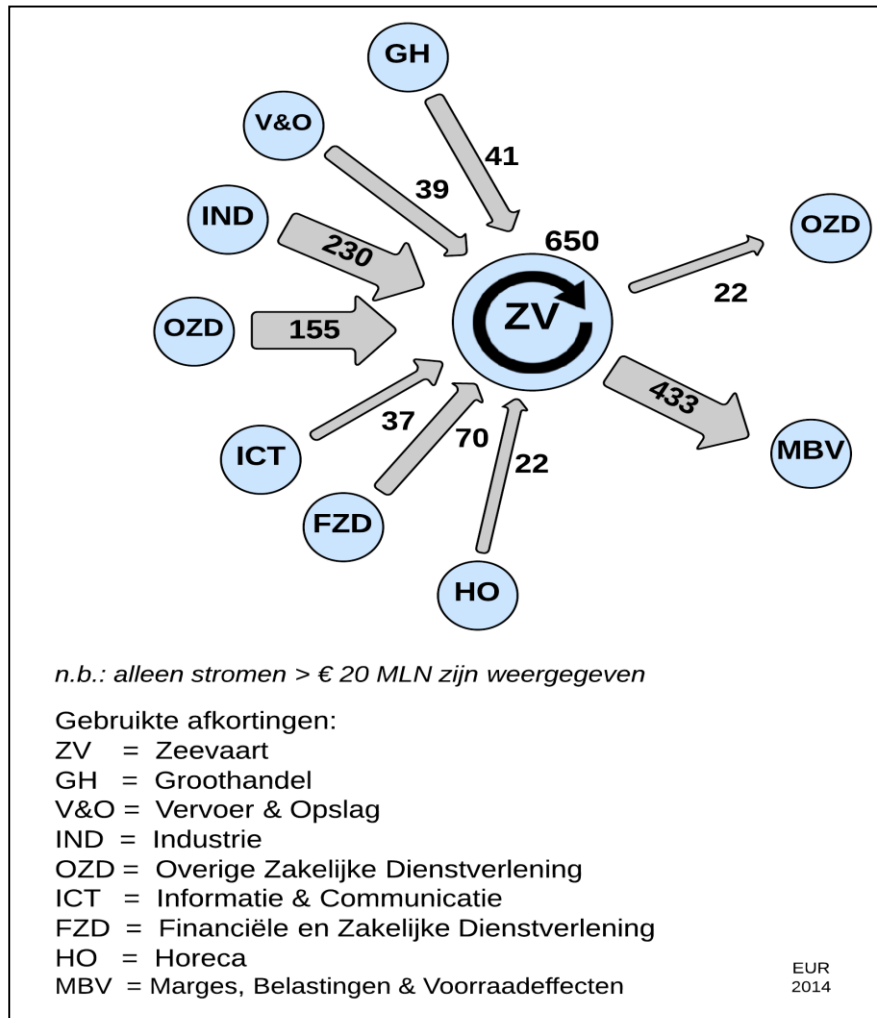 GH
V&O
41
39
IND
230
650
OZD
ZV
22
OZD
155
433
37
70
22
ICT
MBV
FZD
HO
n.b.: alleen stromen > € 20 MLN zijn weergegeven
Gebruikte afkortingen:
ZV = Zeevaart
GH = Groothandel
V&O = Vervoer & Opslag
IND = Industrie
OZD = Overige Zakelijke Dienstverlening
ICT = Informatie & Communicatie
FZD = Financiële en Zakelijke Dienstverlening
HO = Horeca
MBV = Marges, Belastingen & Voorraadeffecten
EUR
2014